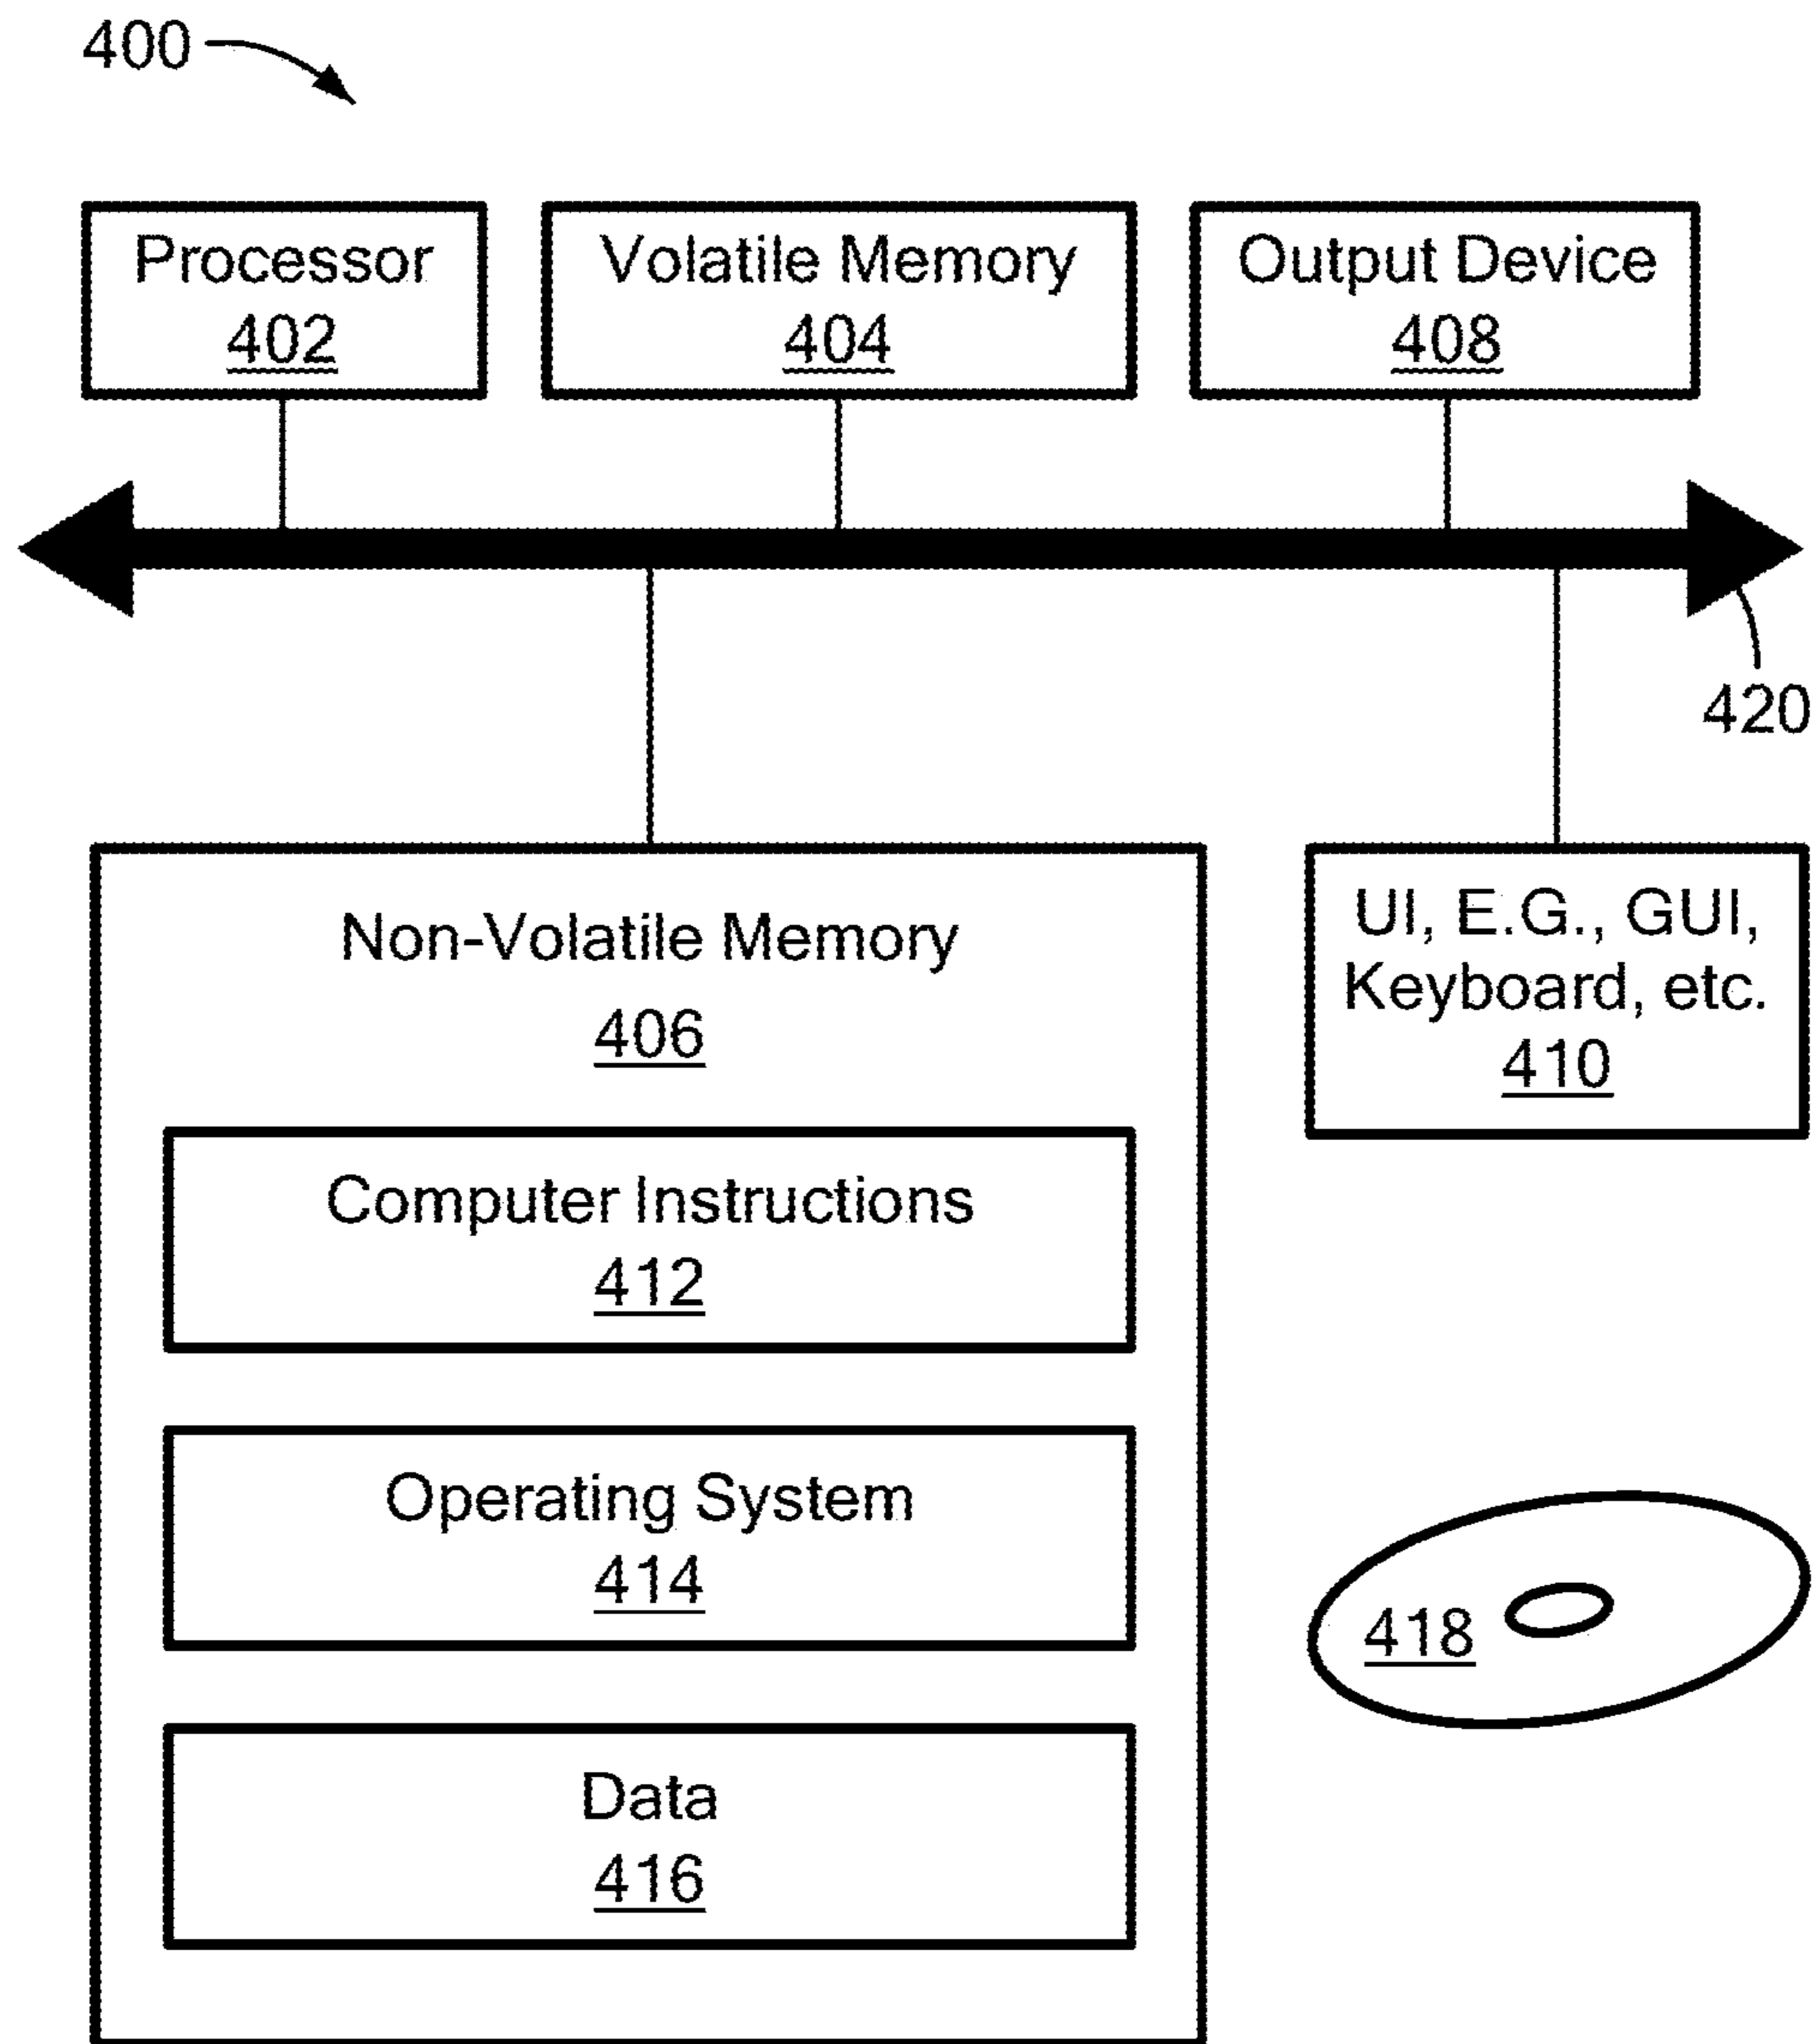 400
Processor
402
Volatile Memory
404
Output Device
408
420
Non-Volatile Memory
406
UI, E.G., GUI,
Keyboard, etc.
410
Computer Instructions
412
Operating System
414
418
Data
416